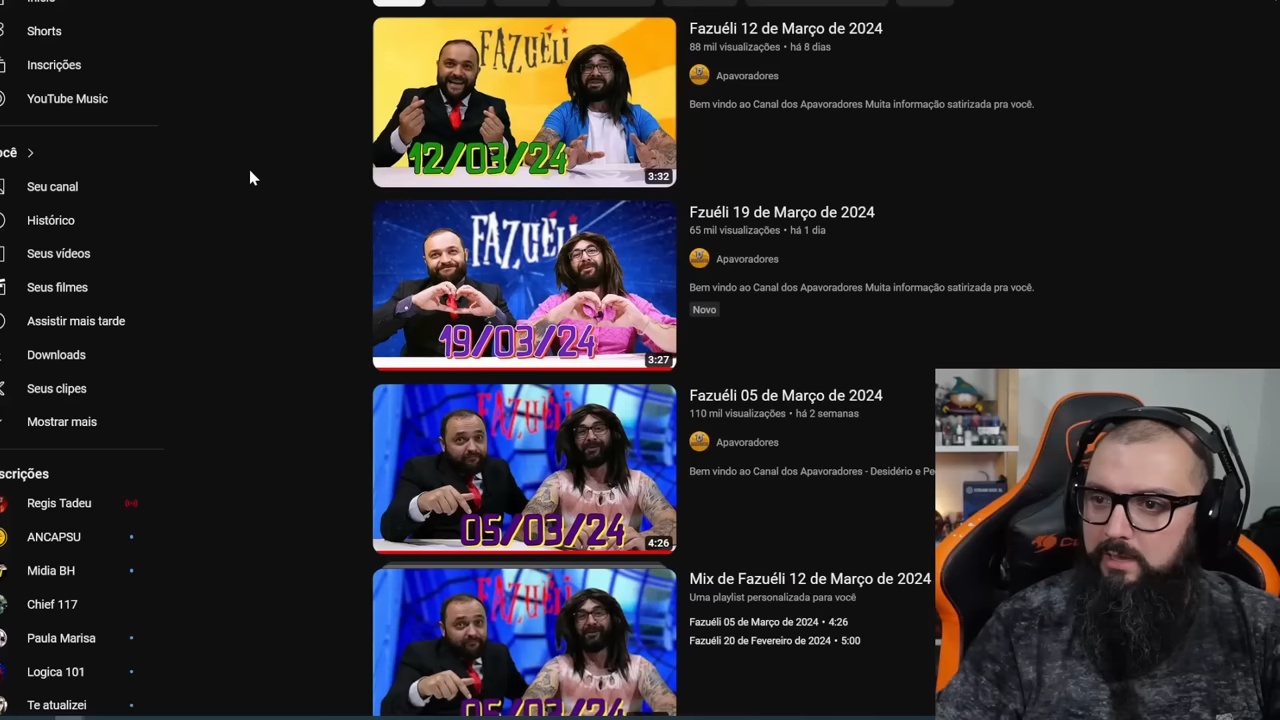 Shorts
Inscrições
YouTube Music
ocê
Seu canal
Histórico
Seus vídeos
Seus filmes
Assistir mais tarde
Downloads
Seus clipes
Mostrar mais
scrições
Regis Tadeu
ANCAPSU
Midia BH
Chief 117
Paula Marisa
Logica 101
Te atualizei
FAZUÉLI
12/03/24
3:32
Fazuéli 12 de Março de 2024
88 mil visualizações • há 8 dias
Apavoradores
Bem vindo ao Canal dos Apavoradores Muita informação satirizada pra você.
FAZUÉLI
19/03/24
3:27
Fzuéli 19 de Março de 2024
65 mil visualizações • há 1 dia
Apavoradores
Bem vindo ao Canal dos Apavoradores Muita informação satirizada pra você.
Novo
FAZUÉLI
05/03/24
4:26
Fazuéli 05 de Março de 2024
110 mil visualizações • há 2 semanas
Apavoradores
Bem vindo ao Canal dos Apavoradores - Desidério e Pe
FAZUÉLI
05/03/24
Mix de Fazuéli 12 de Março de 2024
Uma playlist personalizada para você
Fazuéli 05 de Março de 2024 • 4:26
Fazuéli 20 de Fevereiro de 2024 • 5:00